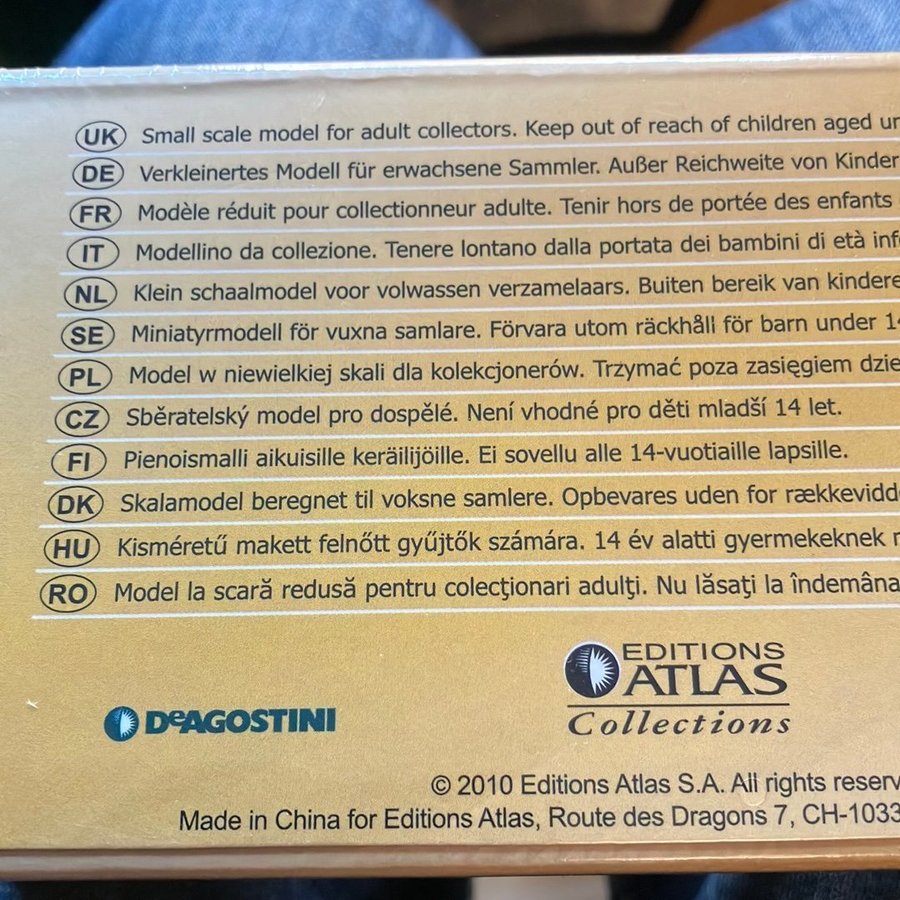 UK Small scale model for adult collectors. Keep out of reach of children aged
DE Verkleinertes Modell für erwachsene Sammler. Außer Reichweite von Kinder
FR Modèle réduit pour collectionneur adulte. Tenir hors de portée des enfants
IT Modellino da collezione. Tenere lontano dalla portata dei bambini di età
NL Klein schaalmodel voor volwassen verzamelaars. Buiten bereik van kindere
SE Miniatyrmodell för vuxna samlare. Förvara utom räckhåll för barn under
PL Model w niewielkiej skali dla kolekcjonerów. Trzymać poza zasięgiem dzie
CZ Sběratelský model pro dospělé. Není vhodné pro děti mladší 14 let.
FI Pienoismalli aikuisille keräilijöille. Ei sovellu alle 14-vuotiaille lapsille.
DK Skalamodel beregnet til voksne samlere. Opbevares uden for rækkevidd
HU Kisméretű makett felnőtt gyűjtők számára. 14 év alatti gyermekeknek
RO Model la scară redusă pentru colecţionari adulţi. Nu lăsaţi la îndemâna
EDITIONS
ATLAS
Collections
DeAGOSTINI
© 2010 Editions Atlas S.A. All rights reserv
Made in China for Editions Atlas, Route des Dragons 7, CH-1033